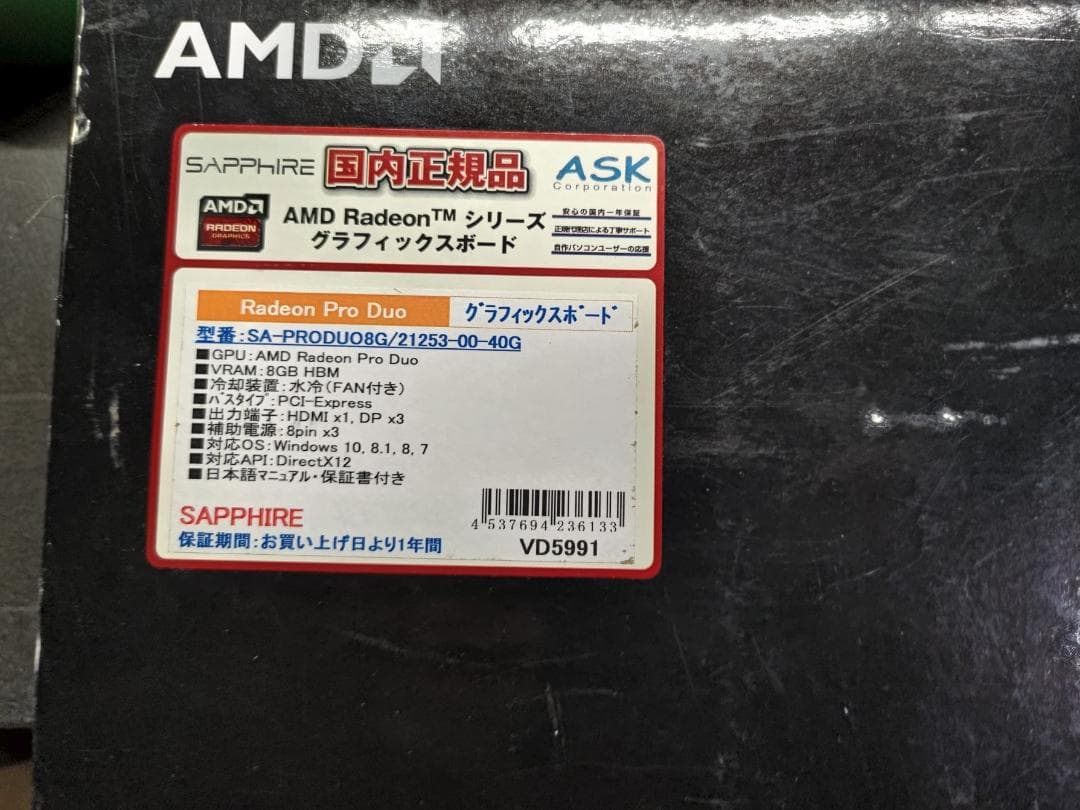 AMD
SAPPHIRE 国内正規品 ASK
Corporation
AMD
RADEON
GRAPHICS
AMD Radeon™ シリーズ
グラフィックスボード
安心の国内一年保証
正規代理店による丁寧サポート
自作パソコンユーザーの応援
Radeon Pro Duo グラフィックスボード
型番:SA-PRODUO8G/21253-00-40G
■GPU:AMD Radeon Pro Duo
■VRAM:8GB HBM
■冷却装置:水冷(FAN付き)
■バスタイプ:PCI-Express
■出力端子:HDMI x1, DP x3
■補助電源:8pin x3
■対応OS:Windows 10, 8.1, 8, 7
■対応API:DirectX12
■日本語マニュアル・保証書付き
SAPPHIRE
保証期間:お買い上げ日より1年間
4 537694 236133
VD5991